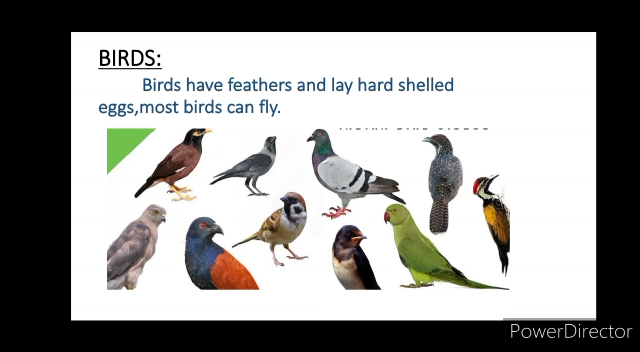 BIRDS:
Birds have feathers and lay hard shelled
eggs,most birds can fly.
PowerDirector